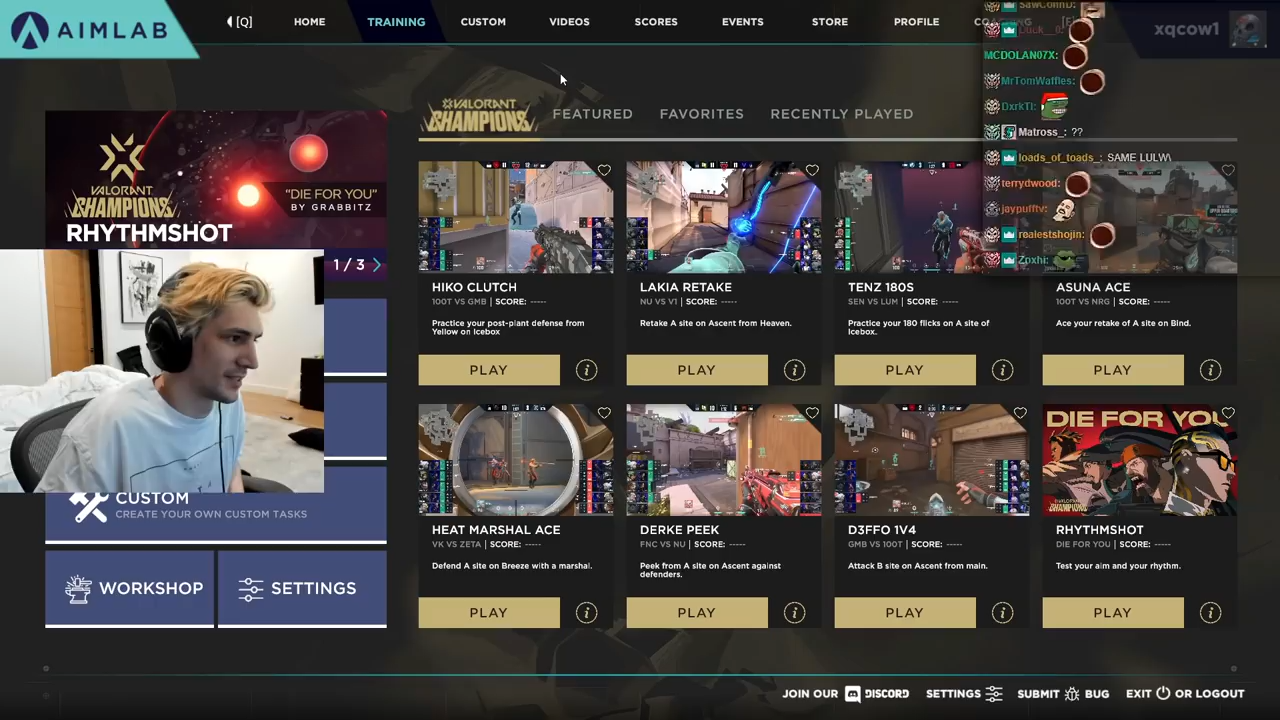 AIMLAB
[Q]
HOME
TRAINING
CUSTOM
VIDEOS
SCORES
EVENTS
STORE
PROFILE
xqcow1
SawConnD:
Duck__0:
MCDOLAN07X:
MrTomWaffles:
DxrkTI:
Matross_: ??
loads_of_toads_: SAME LULW\
terrydwood:
jaypufftv:
realestshojin:
Znxhi:
#VALORANT
CHAMPIONS
FEATURED
FAVORITES
RECENTLY PLAYED
VALORANT
CHAMPIONS
"DIE FOR YOU"
BY GRABBITZ
RHYTHMSHOT
1 / 3
HIKO CLUTCH
100T VS GMB | SCORE: -----
Practice your post-plant defense from
Yellow on Icebox
PLAY
LAKIA RETAKE
NU VS V1 | SCORE: -----
Retake A site on Ascent from Heaven.
PLAY
TENZ 180S
SEN VS LUM | SCORE: -----
Practice your 180 flicks on A site of
Icebox.
PLAY
ASUNA ACE
100T VS NRG | SCORE: -----
Ace your retake of A site on Bind.
PLAY
HEAT MARSHAL ACE
VK VS ZETA | SCORE: -----
Defend A site on Breeze with a marshal.
PLAY
DERKE PEEK
FNC VS NU | SCORE: -----
Peek from A site on Ascent against
defenders.
PLAY
D3FFO 1V4
GMB VS 100T | SCORE: -----
Attack B site on Ascent from main.
PLAY
DIE FOR YOU
CHAMPIONS
RHYTHMSHOT
DIE FOR YOU | SCORE: -----
Test your aim and your rhythm.
PLAY
CUSTOM
CREATE YOUR OWN CUSTOM TASKS
WORKSHOP
SETTINGS
JOIN OUR DISCORD
SETTINGS
SUBMIT BUG
EXIT OR LOGOUT